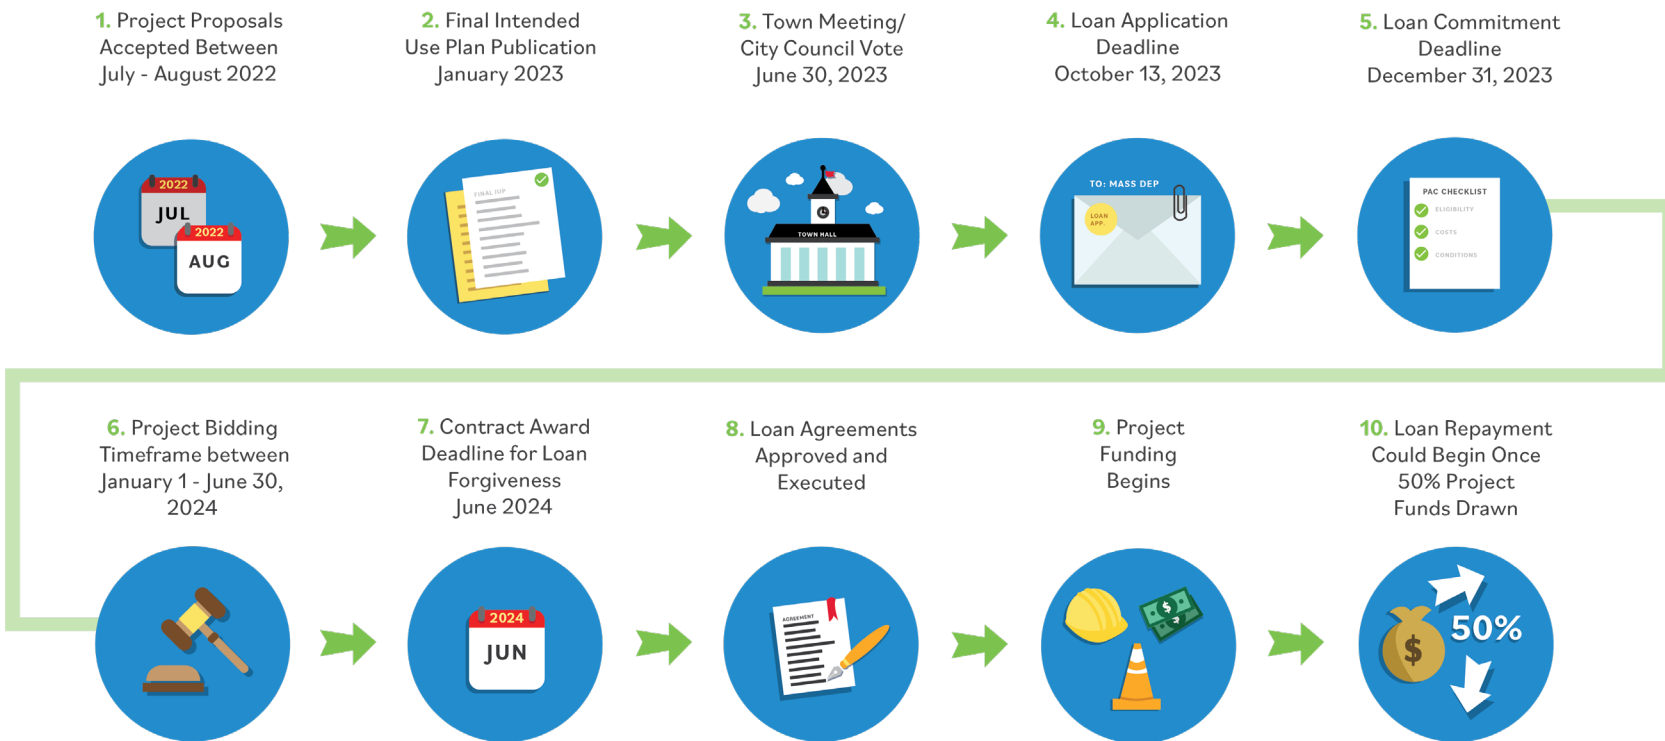 1. Project Proposals
Accepted Between
July - August 2022
2. Final Intended
Use Plan Publication
January 2023
3. Town Meeting/
City Council Vote
June 30, 2023
4. Loan Application
Deadline
October 13, 2023
5. Loan Commitment
Deadline
December 31, 2023
2022
JUL
2022
AUG
FINAL IUP
TOWN HALL
TO: MASS DEP
LOAN
APP.
PAC CHECKLIST
ELIGIBILITY
COSTS
CONDITIONS
6. Project Bidding
Timeframe between
January 1 - June 30,
2024
7. Contract Award
Deadline for Loan
Forgiveness
June 2024
8. Loan Agreements
Approved and
Executed
9. Project
Funding
Begins
10. Loan Repayment
Could Begin Once
50% Project
Funds Drawn
2024
JUN
AGREEMENT
$
$
$
50%